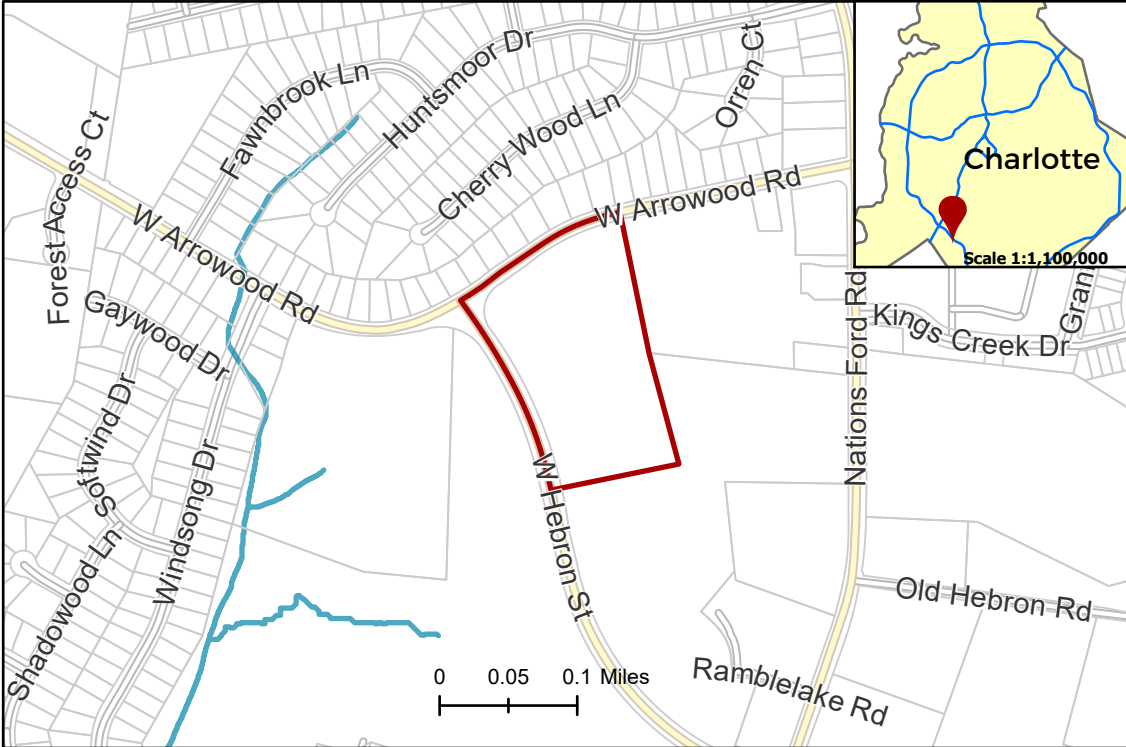 Huntsmoor Dr
Orren Ct
Fawnbrook Ln
Cherry Wood Ln
Forest Access Ct
Charlotte
Scale 1:1,100,000
W Arrowood Rd
W Arrowood Rd
Gaywood Dr
Kings Creek Dr
Grani
Nations Ford Rd
Softwind Dr
Windsong Dr
W Hebron St
Shadowood Ln
Old Hebron Rd
Ramblelake Rd
0 0.05 0.1 Miles